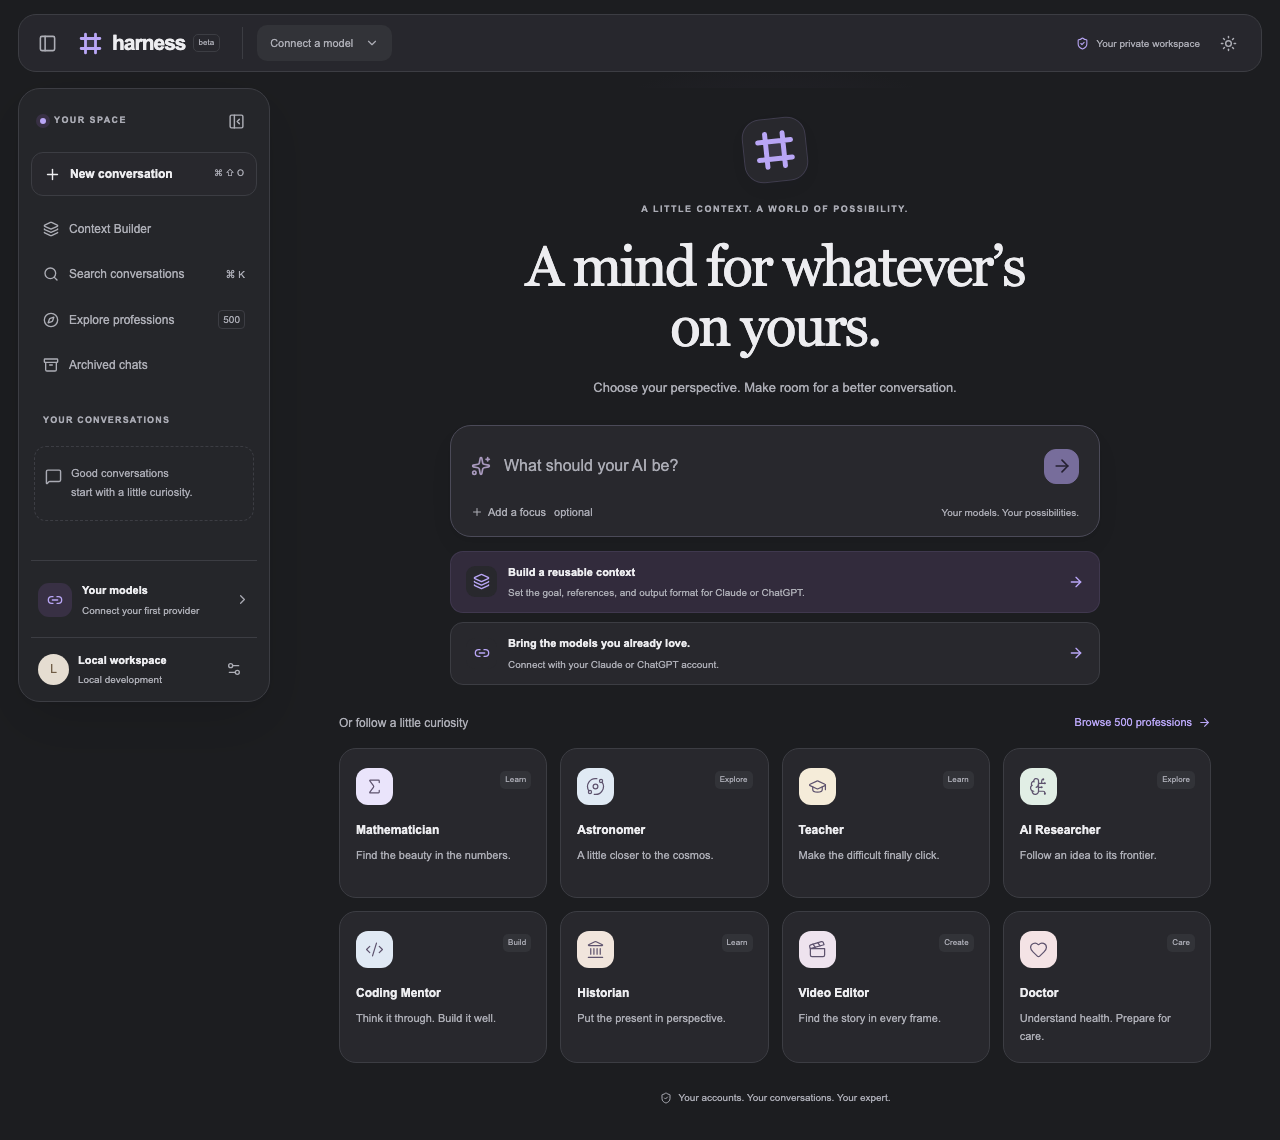 harness
beta
Connect a model
Your private workspace
YOUR SPACE
New conversation
⌘ ⇧ O
Context Builder
Search conversations
⌘ K
Explore professions
500
Archived chats
YOUR CONVERSATIONS
Good conversations
start with a little curiosity.
Your models
Connect your first provider
L
Local workspace
Local development
A LITTLE CONTEXT. A WORLD OF POSSIBILITY.
A mind for whatever’s
on yours.
Choose your perspective. Make room for a better conversation.
What should your AI be?
Add a focus optional
Your models. Your possibilities.
Build a reusable context
Set the goal, references, and output format for Claude or ChatGPT.
Bring the models you already love.
Connect with your Claude or ChatGPT account.
Or follow a little curiosity
Browse 500 professions
Learn
Mathematician
Find the beauty in the numbers.
Explore
Astronomer
A little closer to the cosmos.
Learn
Teacher
Make the difficult finally click.
Explore
AI Researcher
Follow an idea to its frontier.
Build
Coding Mentor
Think it through. Build it well.
Learn
Historian
Put the present in perspective.
Create
Video Editor
Find the story in every frame.
Care
Doctor
Understand health. Prepare for
care.
Your accounts. Your conversations. Your expert.